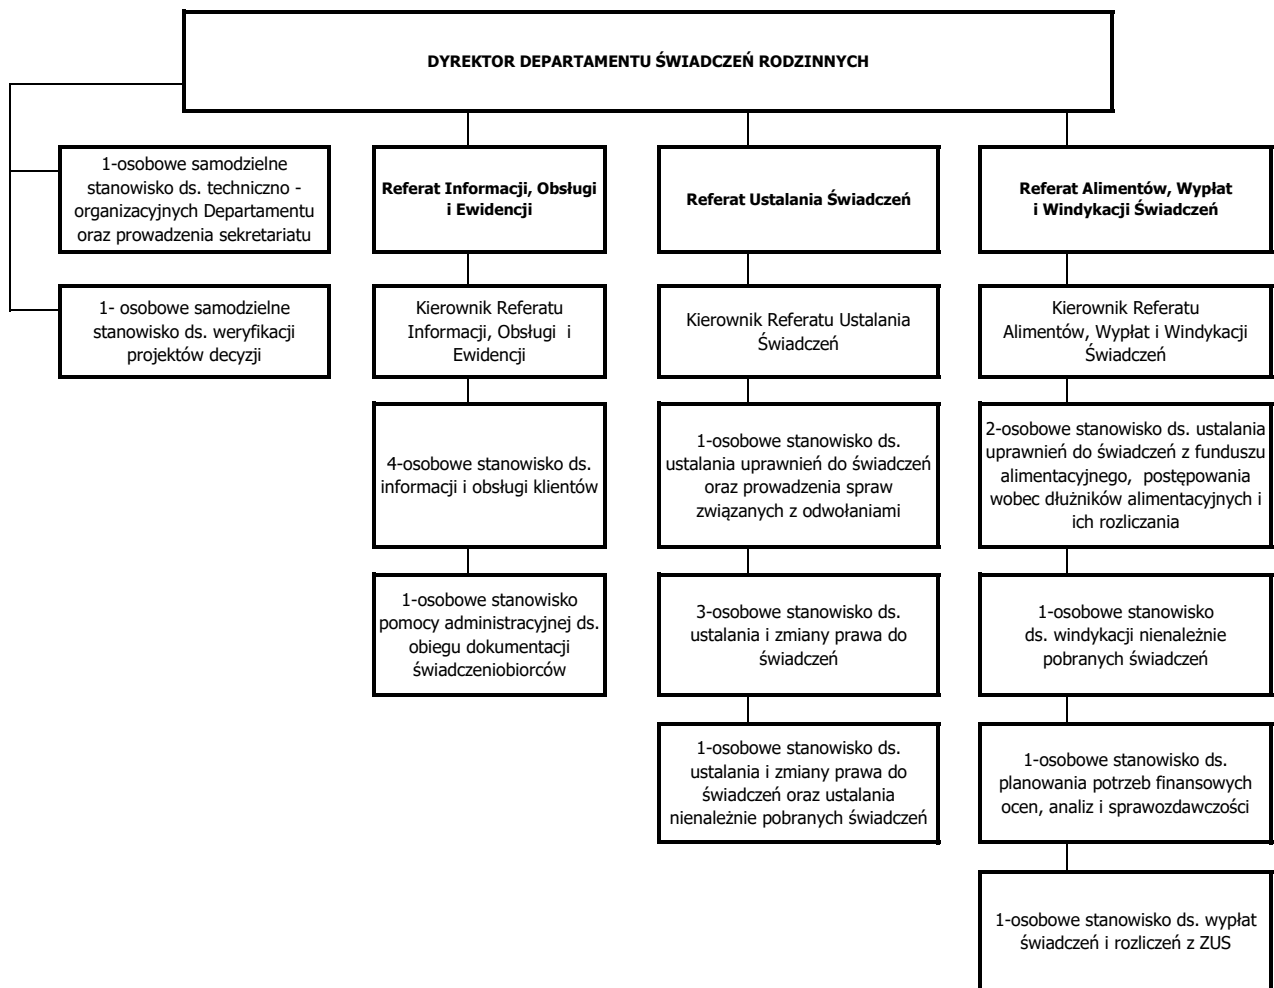 DYREKTOR DEPARTAMENTU ŚWIADCZEŃ RODZINNYCH
1-osobowe samodzielne
stanowisko ds. techniczno -
organizacyjnych Departamentu
oraz prowadzenia sekretariatu
1- osobowe samodzielne
stanowisko ds. weryfikacji
projektów decyzji
Referat Informacji, Obsługi
i Ewidencji
Kierownik Referatu
Informacji, Obsługi i
Ewidencji
4-osobowe stanowisko ds.
informacji i obsługi klientów
1-osobowe stanowisko
pomocy administracyjnej ds.
obiegu dokumentacji
świadczeniobiorców
Referat Ustalania Świadczeń
Kierownik Referatu Ustalania
Świadczeń
1-osobowe stanowisko ds.
ustalania uprawnień do świadczeń
oraz prowadzenia spraw
związanych z odwołaniami
3-osobowe stanowisko ds.
ustalania i zmiany prawa do
świadczeń
1-osobowe stanowisko ds.
ustalania i zmiany prawa do
świadczeń oraz ustalania
nienależnie pobranych świadczeń
Referat Alimentów, Wypłat
i Windykacji Świadczeń
Kierownik Referatu
Alimentów, Wypłat i Windykacji
Świadczeń
2-osobowe stanowisko ds. ustalania
uprawnień do świadczeń z funduszu
alimentacyjnego, postępowania
wobec dłużników alimentacyjnych i
ich rozliczania
1-osobowe stanowisko
ds. windykacji nienależnie
pobranych świadczeń
1-osobowe stanowisko ds.
planowania potrzeb finansowych
ocen, analiz i sprawozdawczości
1-osobowe stanowisko ds. wypłat
świadczeń i rozliczeń z ZUS